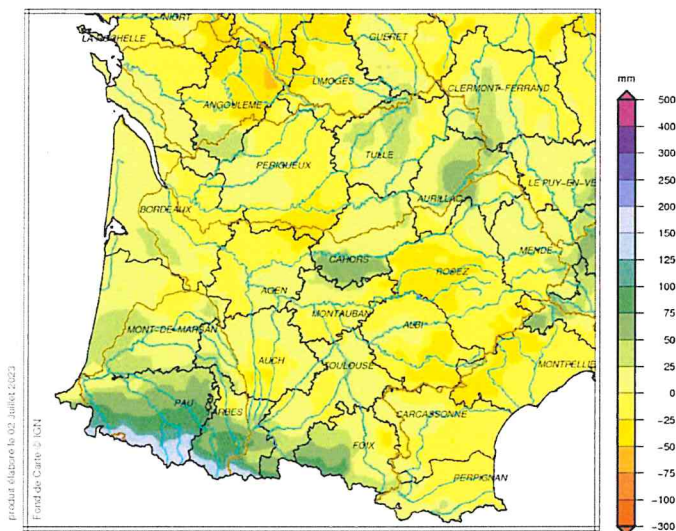 NIORT
GUERET
LA ROCHELLE
LIMOGES
CLERMONT-FERRAND
ANGOULEME
TULLE
PERIGUEUX
LE PUY-EN-VE
AURILLAC
BORDEAUX
MENDE
CAHORS
RODEZ
AGEN
MONTAUBAN
ALBI
MONT-DE-MARSAN
AUCH
TOULOUSE
MONTPELLIE
PAU
TARBES
CARCASSONNE
FOIX
PERPIGNAN
mm
500
400
300
250
200
150
125
100
75
50
25
0
-25
-50
-75
-100
-300
produit élaboré le 02 Juillet 2023
Fond de Carte © IGN